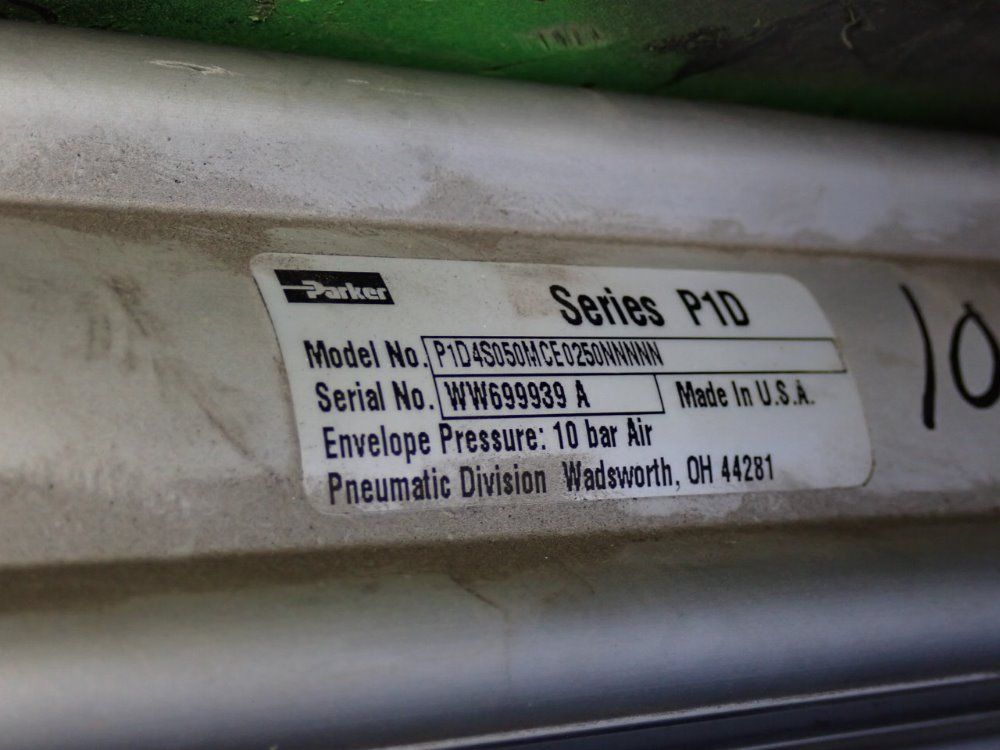 Parker
Series P1D
Model No. P1D4S050MCE0250NNNNN
Serial No. WW699939 A Made In U.S.A.
Envelope Pressure: 10 bar Air
Pneumatic Division Wadsworth, OH 44281
10